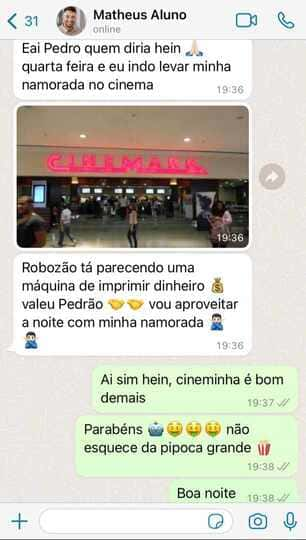 31
Matheus Aluno
online
Eai Pedro quem diria hein 🙏🏻
quarta feira e eu indo levar minha
namorada no cinema
19:36
CINEMARK
19:36
Robozão tá parecendo uma
máquina de imprimir dinheiro 💰
valeu Pedrão 🤝🤝 vou aproveitar
a noite com minha namorada 🙅🏻‍♂️
🙅🏻‍♂️
19:36
Ai sim hein, cineminha é bom
demais
19:37
Parabéns 🤖🤑🤑🤑 não
esquece da pipoca grande 🍿
19:38
Boa noite
19:38